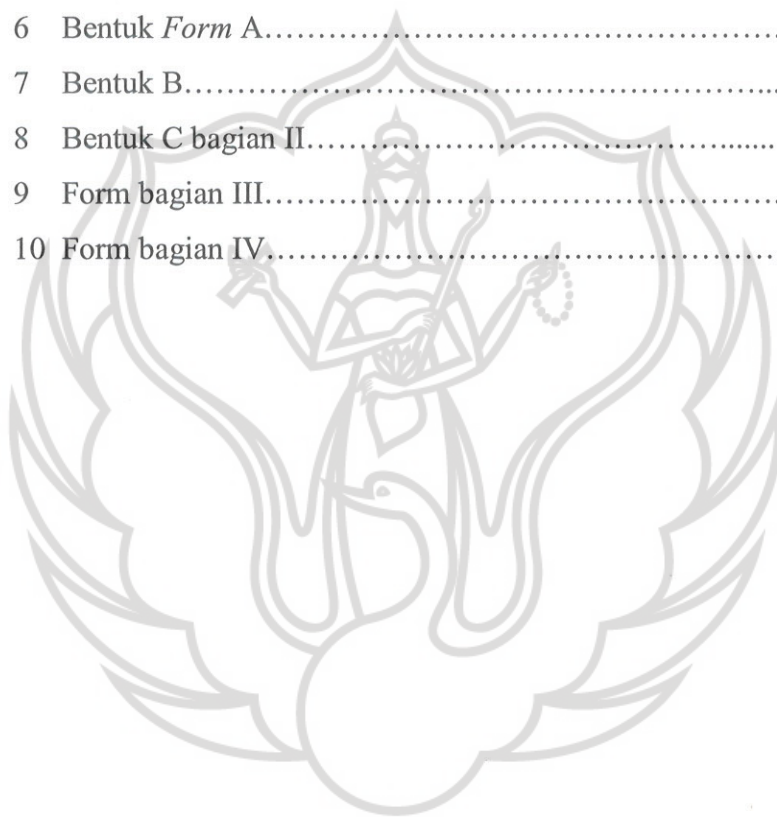 6 Bentuk Form A……………………………………………….
7 Bentuk B………………………………………………………...
8 Bentuk C bagian II……………………………………….......
9 Form bagian III……………………………………………….
10 Form bagian IV……………………………………………….